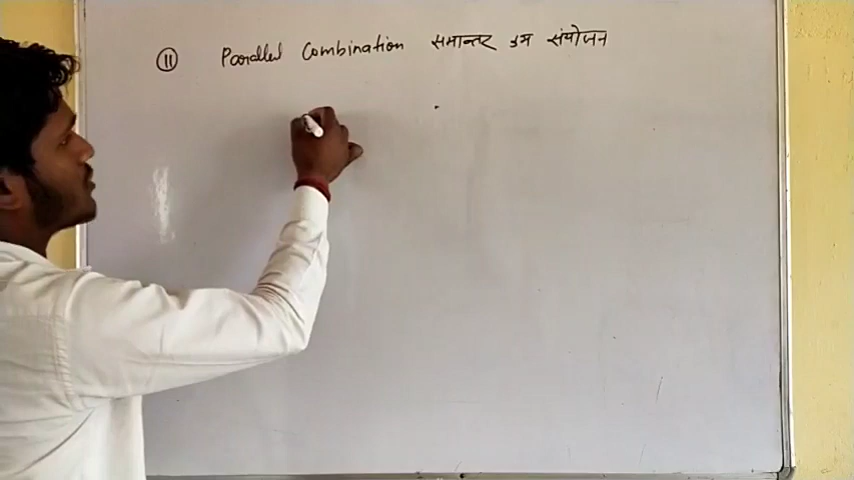 (11) Parallel Combination समान्तर क्रम संयोजन